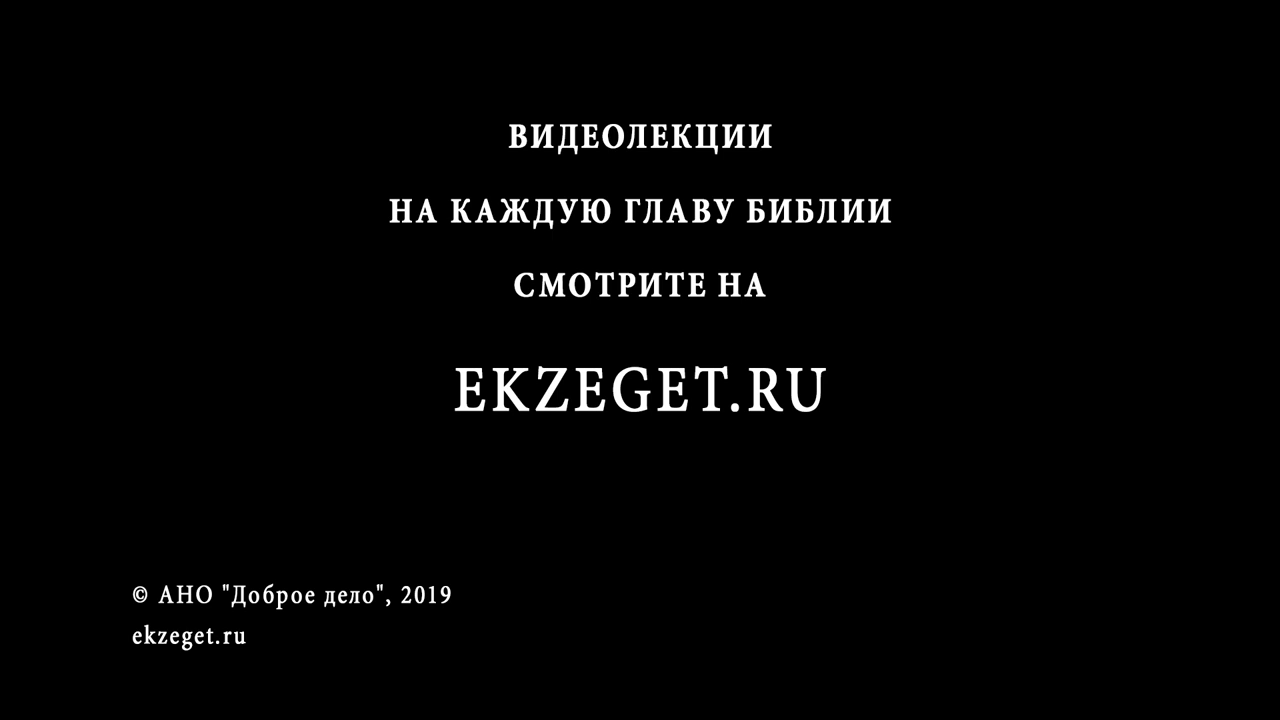 ВИДЕОЛЕКЦИИ
НА КАЖДУЮ ГЛАВУ БИБЛИИ
СМОТРИТЕ НА
EKZEGET.RU
© АНО "Доброе дело", 2019
ekzeget.ru